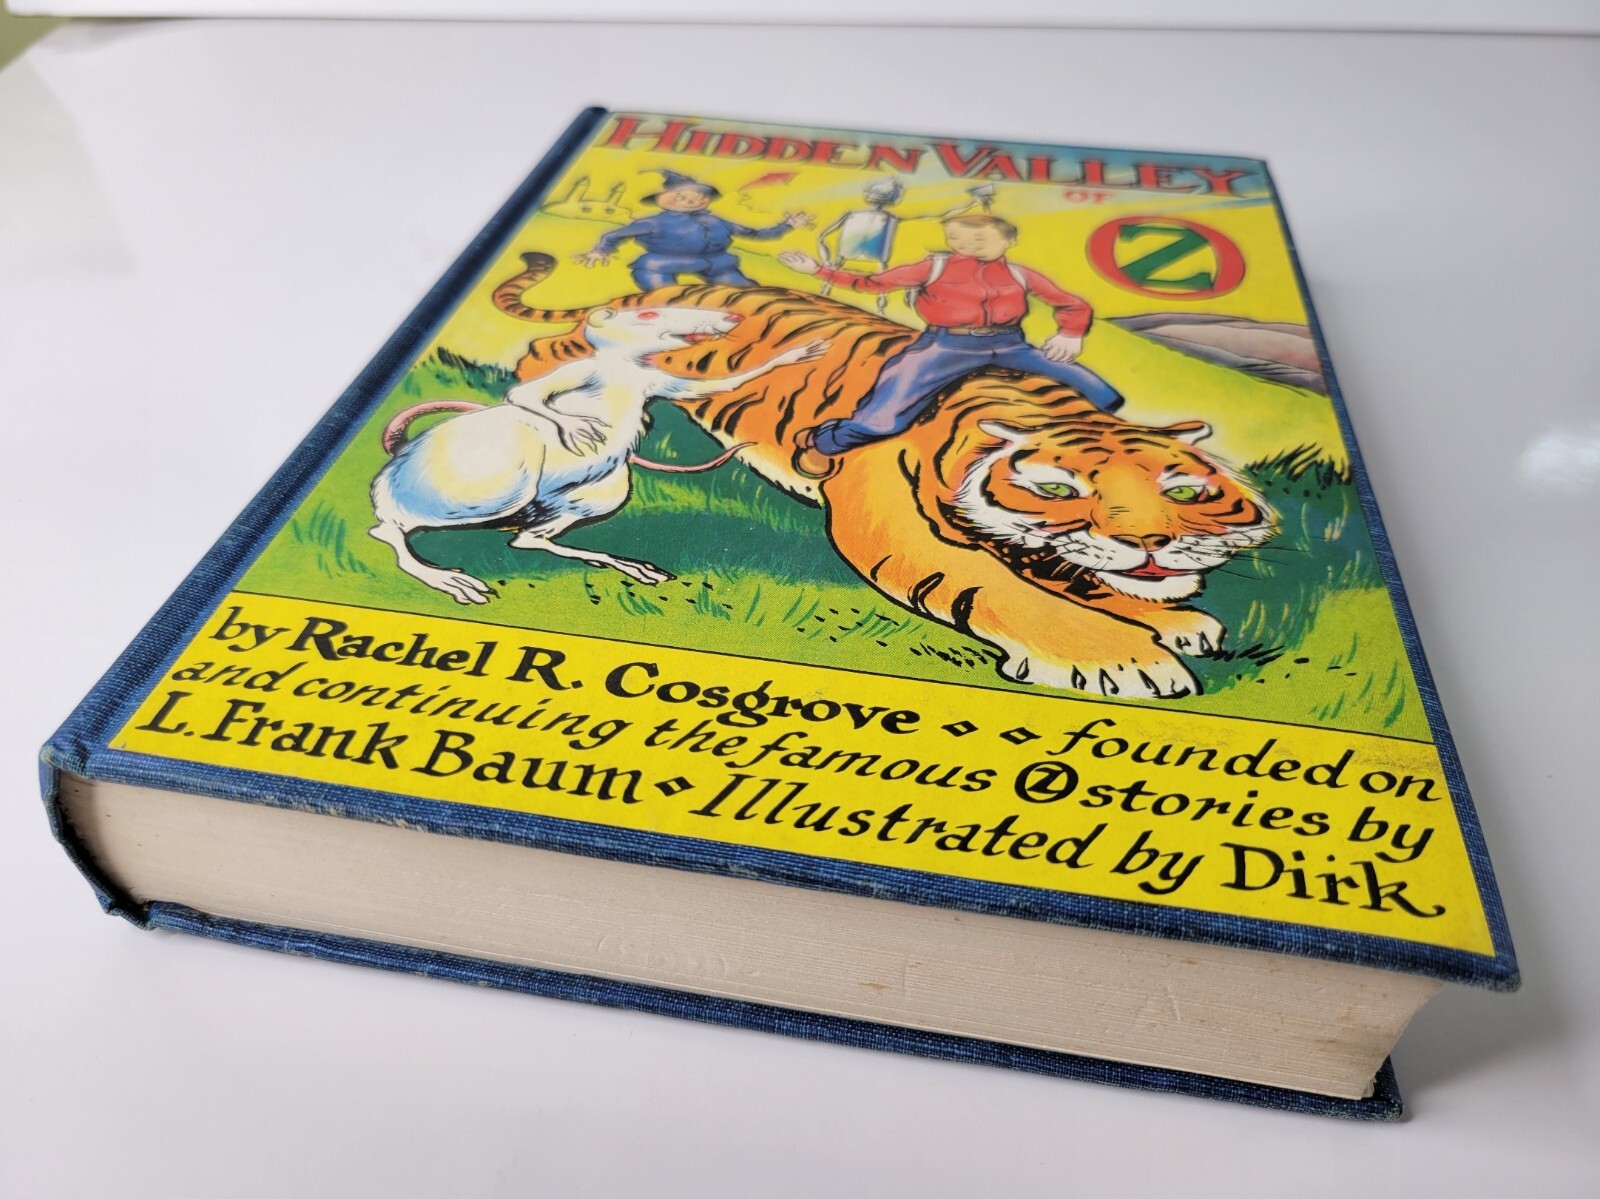 HIDDEN VALLEY
OF
OZ
by Rachel R. Cosgrove founded on
and continuing the famous OZ stories by
L. Frank Baum Illustrated by Dirk